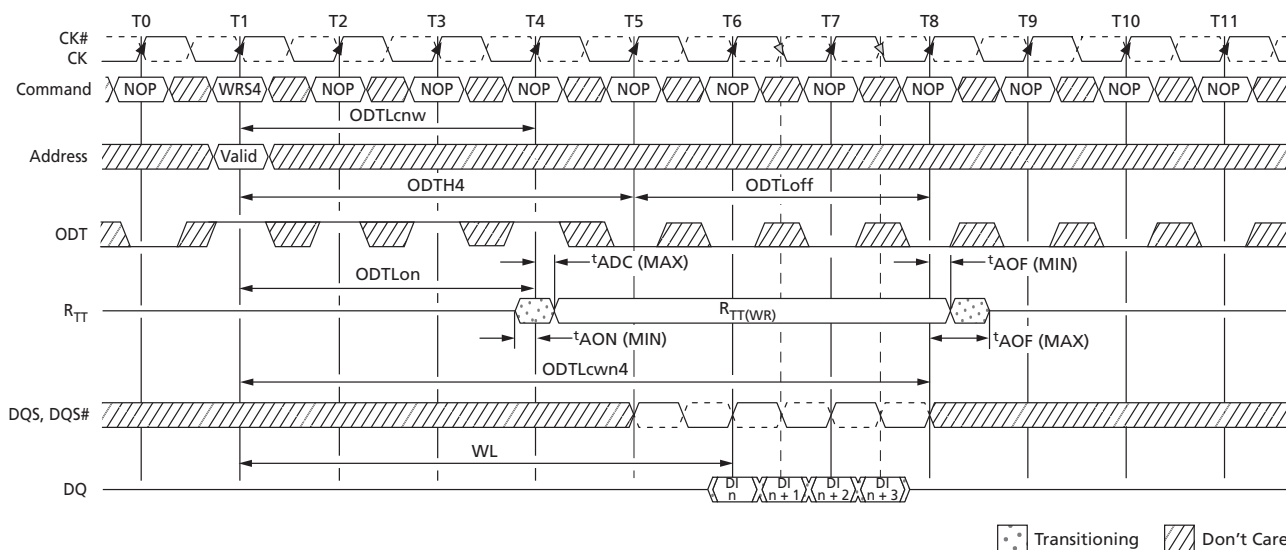 T0 T1 T2 T3 T4 T5 T6 T7 T8 T9 T10 T11
CK#
CK
Command NOP WRS4 NOP NOP NOP NOP NOP NOP NOP NOP NOP NOP
ODTLcnw
Address Valid
ODTH4 ODTLoff
ODT
tADC (MAX) tAOF (MIN)
ODTLon
RTT RTT(WR)
tAON (MIN) tAOF (MAX)
ODTLcwn4
DQS, DQS#
WL
DQ DI n DI n + 1 DI n + 2 DI n + 3
Transitioning Don't Care